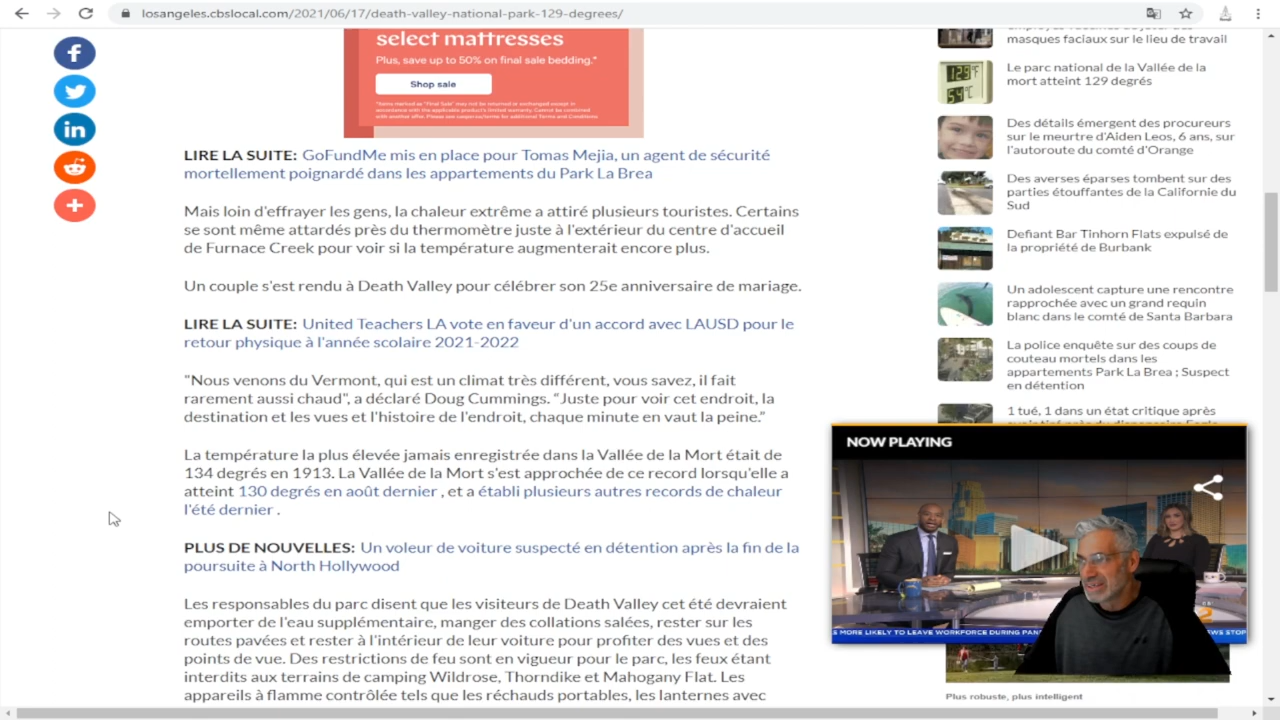 losangeles.cbslocal.com/2021/06/17/death-valley-national-park-129-degrees/
select mattresses
Plus, save up to 50% on final sale bedding.*
Shop sale
LIRE LA SUITE: GoFundMe mis en place pour Tomas Mejia, un agent de sécurité
mortellement poignardé dans les appartements du Park La Brea
Mais loin d'effrayer les gens, la chaleur extrême a attiré plusieurs touristes. Certains
se sont même attardés près du thermomètre juste à l'extérieur du centre d'accueil
de Furnace Creek pour voir si la température augmenterait encore plus.
Un couple s'est rendu à Death Valley pour célébrer son 25e anniversaire de mariage.
LIRE LA SUITE: United Teachers LA vote en faveur d'un accord avec LAUSD pour le
retour physique à l'année scolaire 2021-2022
"Nous venons du Vermont, qui est un climat très différent, vous savez, il fait
rarement aussi chaud", a déclaré Doug Cummings. “Juste pour voir cet endroit, la
destination et les vues et l'histoire de l'endroit, chaque minute en vaut la peine.”
La température la plus élevée jamais enregistrée dans la Vallée de la Mort était de
134 degrés en 1913. La Vallée de la Mort s'est approchée de ce record lorsqu'elle a
atteint 130 degrés en août dernier , et a établi plusieurs autres records de chaleur
l'été dernier .
PLUS DE NOUVELLES: Un voleur de voiture suspecté en détention après la fin de la
poursuite à North Hollywood
Les responsables du parc disent que les visiteurs de Death Valley cet été devraient
emporter de l'eau supplémentaire, manger des collations salées, rester sur les
routes pavées et rester à l'intérieur de leur voiture pour profiter des vues et des
points de vue. Des restrictions de feu sont en vigueur pour le parc, les feux étant
interdits aux terrains de camping Wildrose, Thorndike et Mahogany Flat. Les
appareils à flamme contrôlée tels que les réchauds portables, les lanternes avec
masques faciaux sur le lieu de travail
Le parc national de la Vallée de la
mort atteint 129 degrés
Des détails émergent des procureurs
sur le meurtre d'Aiden Leos, 6 ans, sur
l'autoroute du comté d'Orange
Des averses éparses tombent sur des
parties étouffantes de la Californie du
Sud
Defiant Bar Tinhorn Flats expulsé de
la propriété de Burbank
Un adolescent capture une rencontre
rapprochée avec un grand requin
blanc dans le comté de Santa Barbara
La police enquête sur des coups de
couteau mortels dans les
appartements Park La Brea ; Suspect
en détention
1 tué, 1 dans un état critique après
NOW PLAYING
MORE LIKELY TO LEAVE WORKFORCE DURING
Plus robuste, plus intelligent